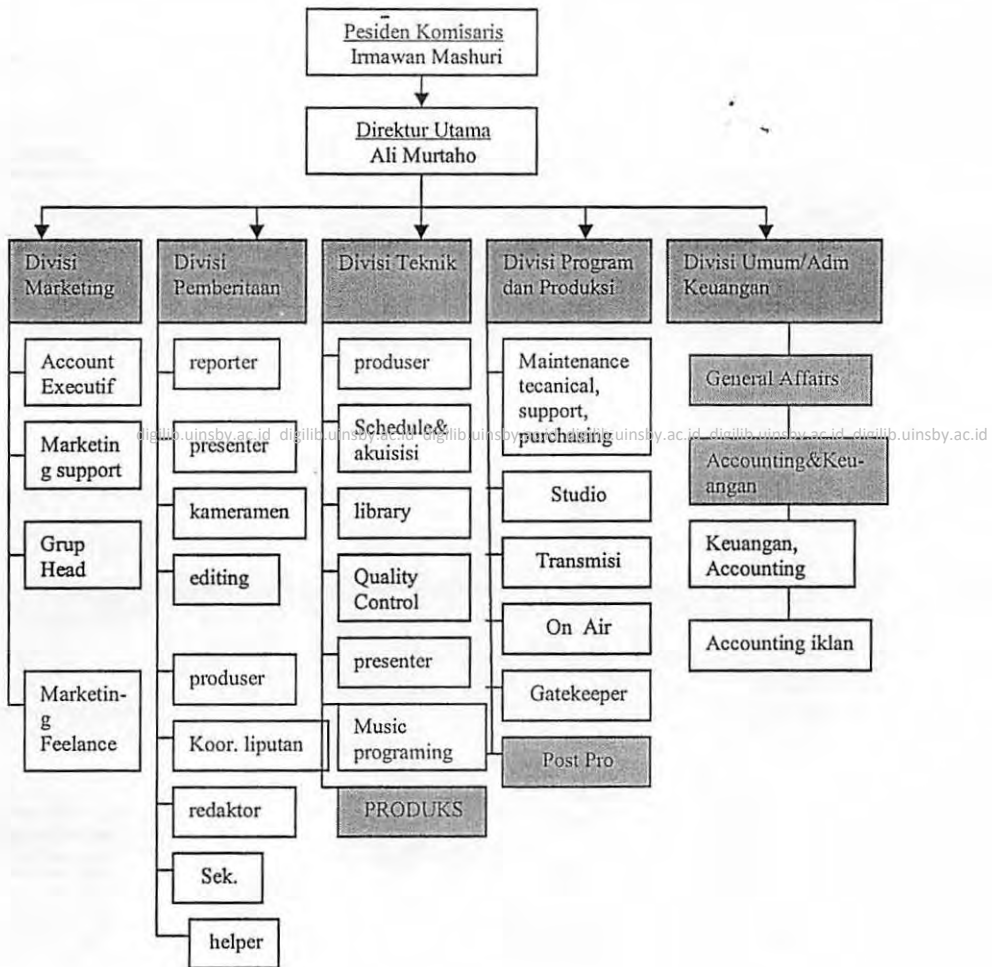 Pesiden Komisaris
Irmawan Mashuri
Direktur Utama
Ali Murtaho
Divisi
Marketing
Account
Executif
Marketin
g support
Grup
Head
Marketin-
g
Feelance
Divisi
Pemberitaan
reporter
presenter
kameramen
editing
produser
Koor. liputan
redaktor
Sek.
helper
Divisi Teknik
produser
Schedule&
akuisisi
library
Quality
Control
presenter
Music
programing
PRODUKS
Divisi Program
dan Produksi
Maintenance
tecanical,
support,
purchasing
Studio
Transmisi
On Air
Gatekeeper
Post Pro
Divisi Umum/Adm
Keuangan
General Affairs
Accounting&Keu-
angan
Keuangan,
Accounting
Accounting iklan
digilib.uinsby.ac.id digilib.uinsby.ac.id digilib.uinsby.ac.id digilib.uinsby.ac.id digilib.uinsby.ac.id digilib.uinsby.ac.id